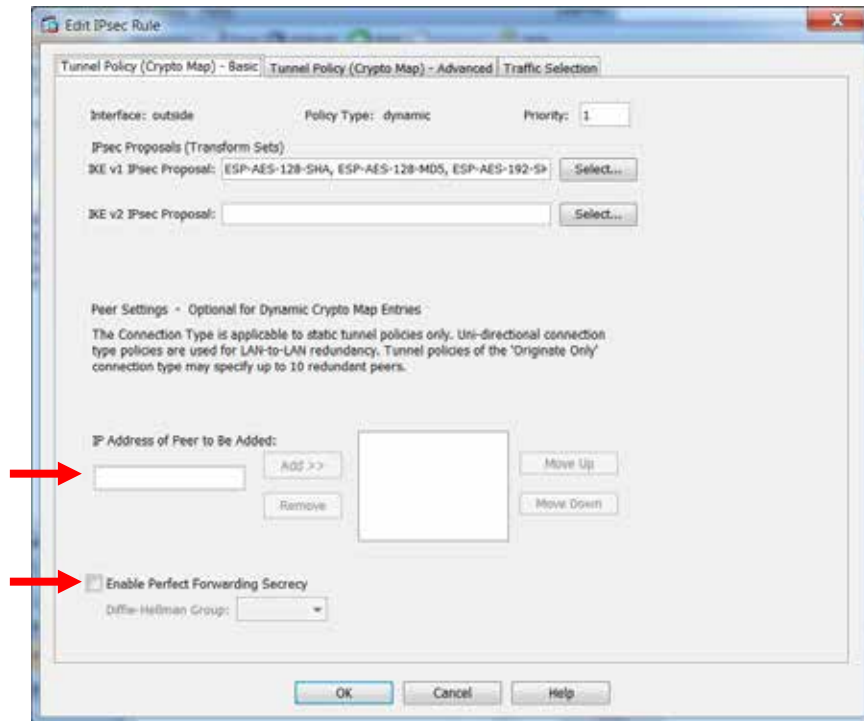 Edit IPsec Rule
Tunnel Policy (Crypto Map) - Basic Tunnel Policy (Crypto Map) - Advanced Traffic Selection
Interface: outside Policy Type: dynamic Priority: 1
IPsec Proposals (Transform Sets)
IKE v1 IPsec Proposal: ESP-AES-128-SHA, ESP-AES-128-MD5, ESP-AES-192-SH Select...
IKE v2 IPsec Proposal: Select...
Peer Settings - Optional for Dynamic Crypto Map Entries
The Connection Type is applicable to static tunnel policies only. Uni-directional connection
type policies are used for LAN-to-LAN redundancy. Tunnel policies of the 'Originate Only'
connection type may specify up to 10 redundant peers.
IP Address of Peer to Be Added:
Add >> Move Up
Remove Move Down
Enable Perfect Forwarding Secrecy
Diffie-Hellman Group:
OK Cancel Help